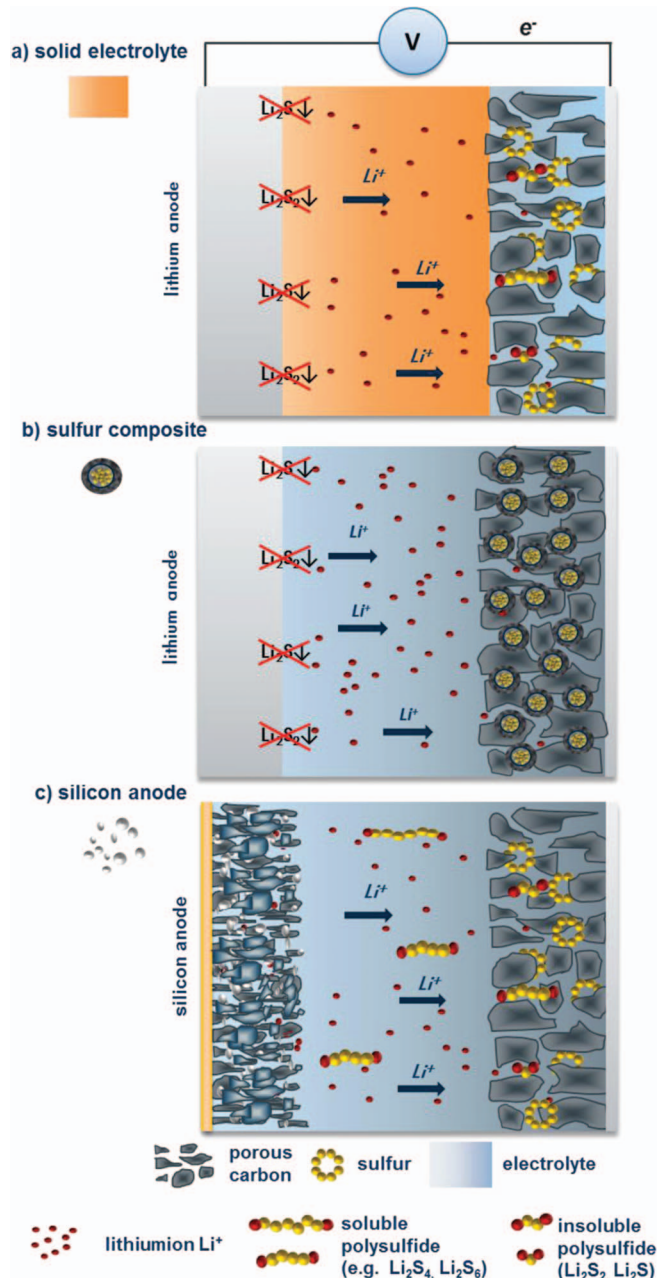 V
e-
a) solid electrolyte
lithium anode
Li₂S↓
Li⁺
Li₂S₂↓
Li⁺
Li₂S↓
Li⁺
Li₂S₂↓
b) sulfur composite
lithium anode
Li₂S↓
Li⁺
Li₂S₂↓
Li⁺
Li₂S↓
Li⁺
Li₂S₂↓
c) silicon anode
silicon anode
Li⁺
Li⁺
Li⁺
porous
carbon
sulfur
electrolyte
lithiumion Li⁺
soluble
polysulfide
(e.g. Li₂S₄, Li₂S₆)
insoluble
polysulfide
(Li₂S₂, Li₂S)